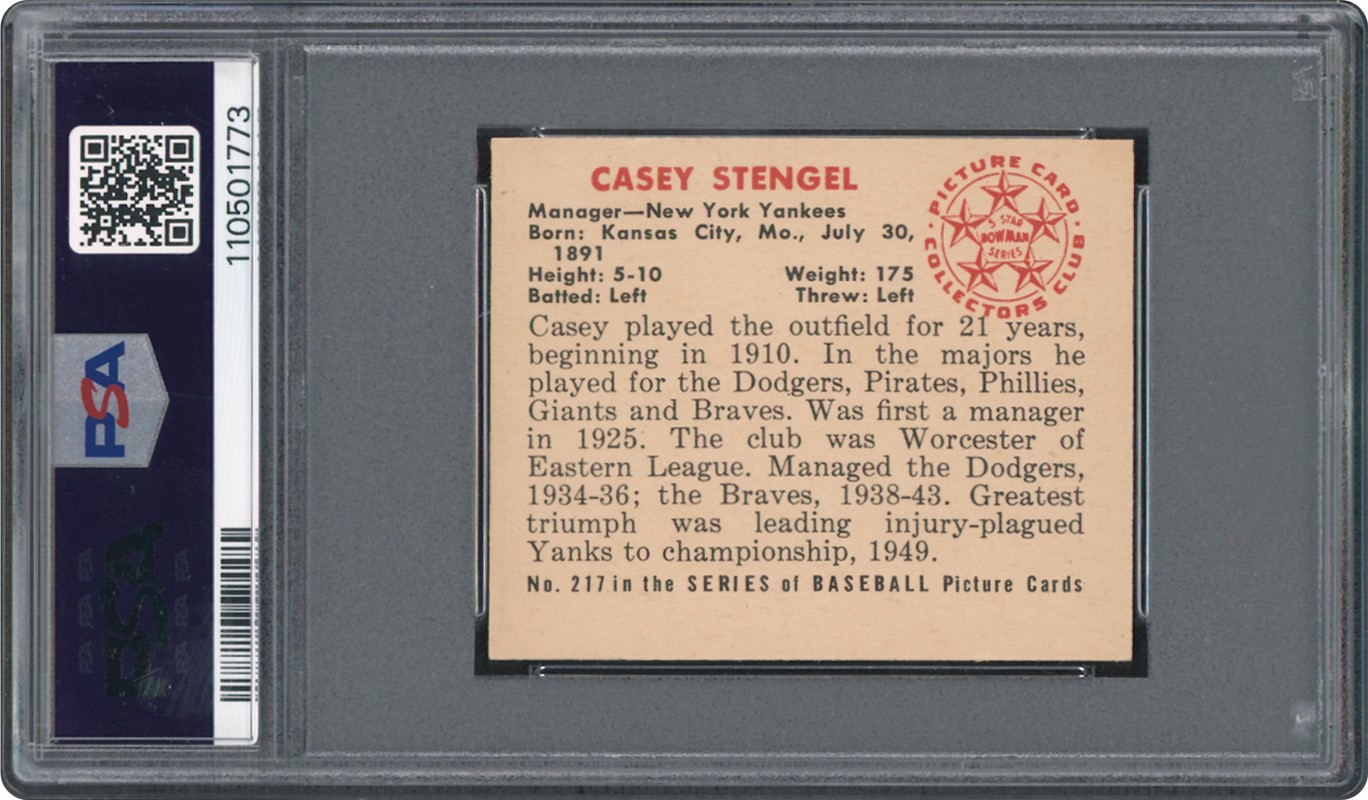 110501773
PSA
PSA
CASEY STENGEL
Manager—New York Yankees
Born: Kansas City, Mo., July 30,
1891
Height: 5-10 Weight: 175
Batted: Left Threw: Left
PICTURE CARD
COLLECTORS CLUB
5 STAR
BOWMAN
SERIES
Casey played the outfield for 21 years,
beginning in 1910. In the majors he
played for the Dodgers, Pirates, Phillies,
Giants and Braves. Was first a manager
in 1925. The club was Worcester of
Eastern League. Managed the Dodgers,
1934-36; the Braves, 1938-43. Greatest
triumph was leading injury-plagued
Yanks to championship, 1949.
No. 217 in the SERIES of BASEBALL Picture Cards